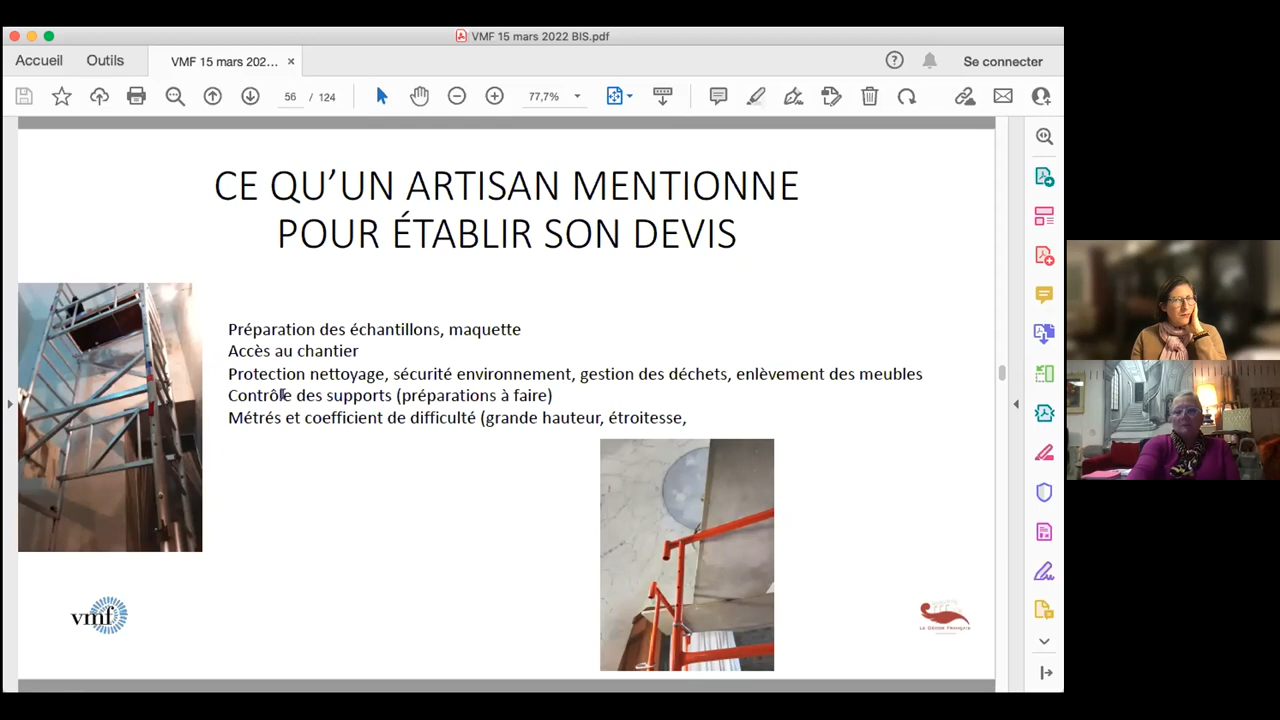 VMF 15 mars 2022 BIS.pdf
Accueil
Outils
VMF 15 mars 202...
Se connecter
56 / 124
77,7%
CE QU’UN ARTISAN MENTIONNE
POUR ÉTABLIR SON DEVIS
Préparation des échantillons, maquette
Accès au chantier
Protection nettoyage, sécurité environnement, gestion des déchets, enlèvement des meubles
Contrôle des supports (préparations à faire)
Métrés et coefficient de difficulté (grande hauteur, étroitesse,
vmf
LE DÉCOR FRANÇAIS